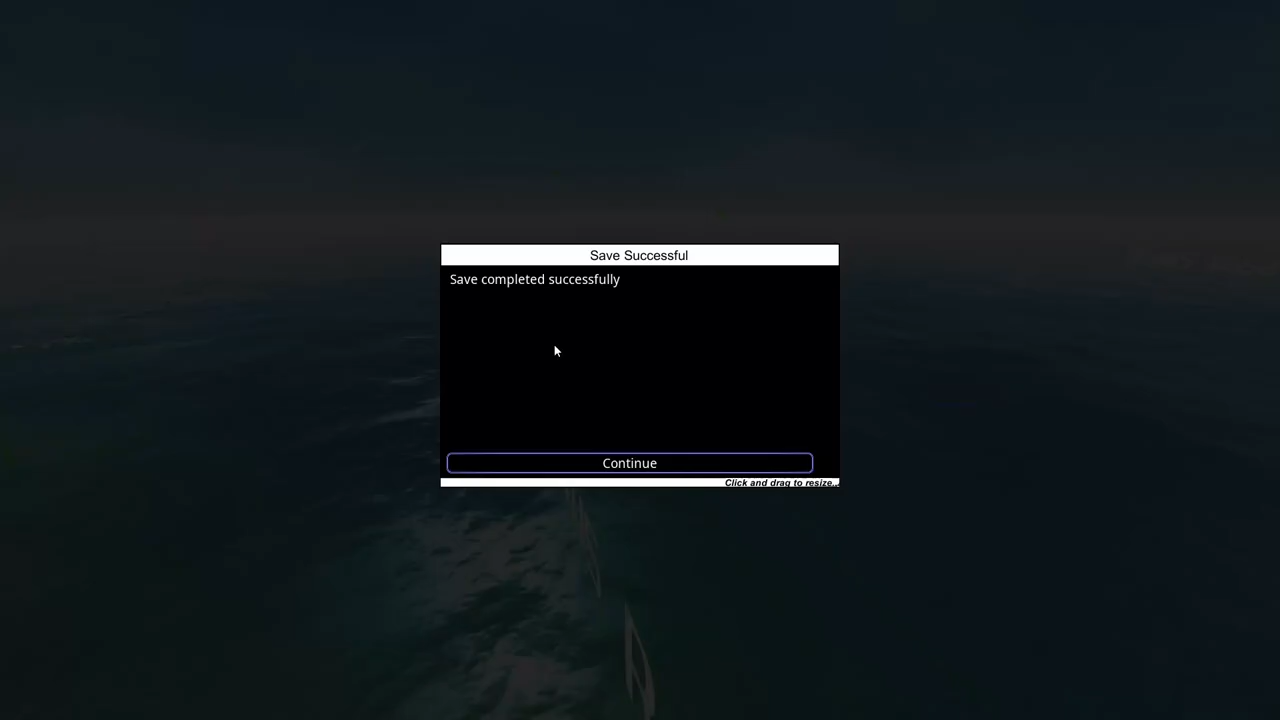 Save Successful
Save completed successfully
Continue
Click and drag to resize..